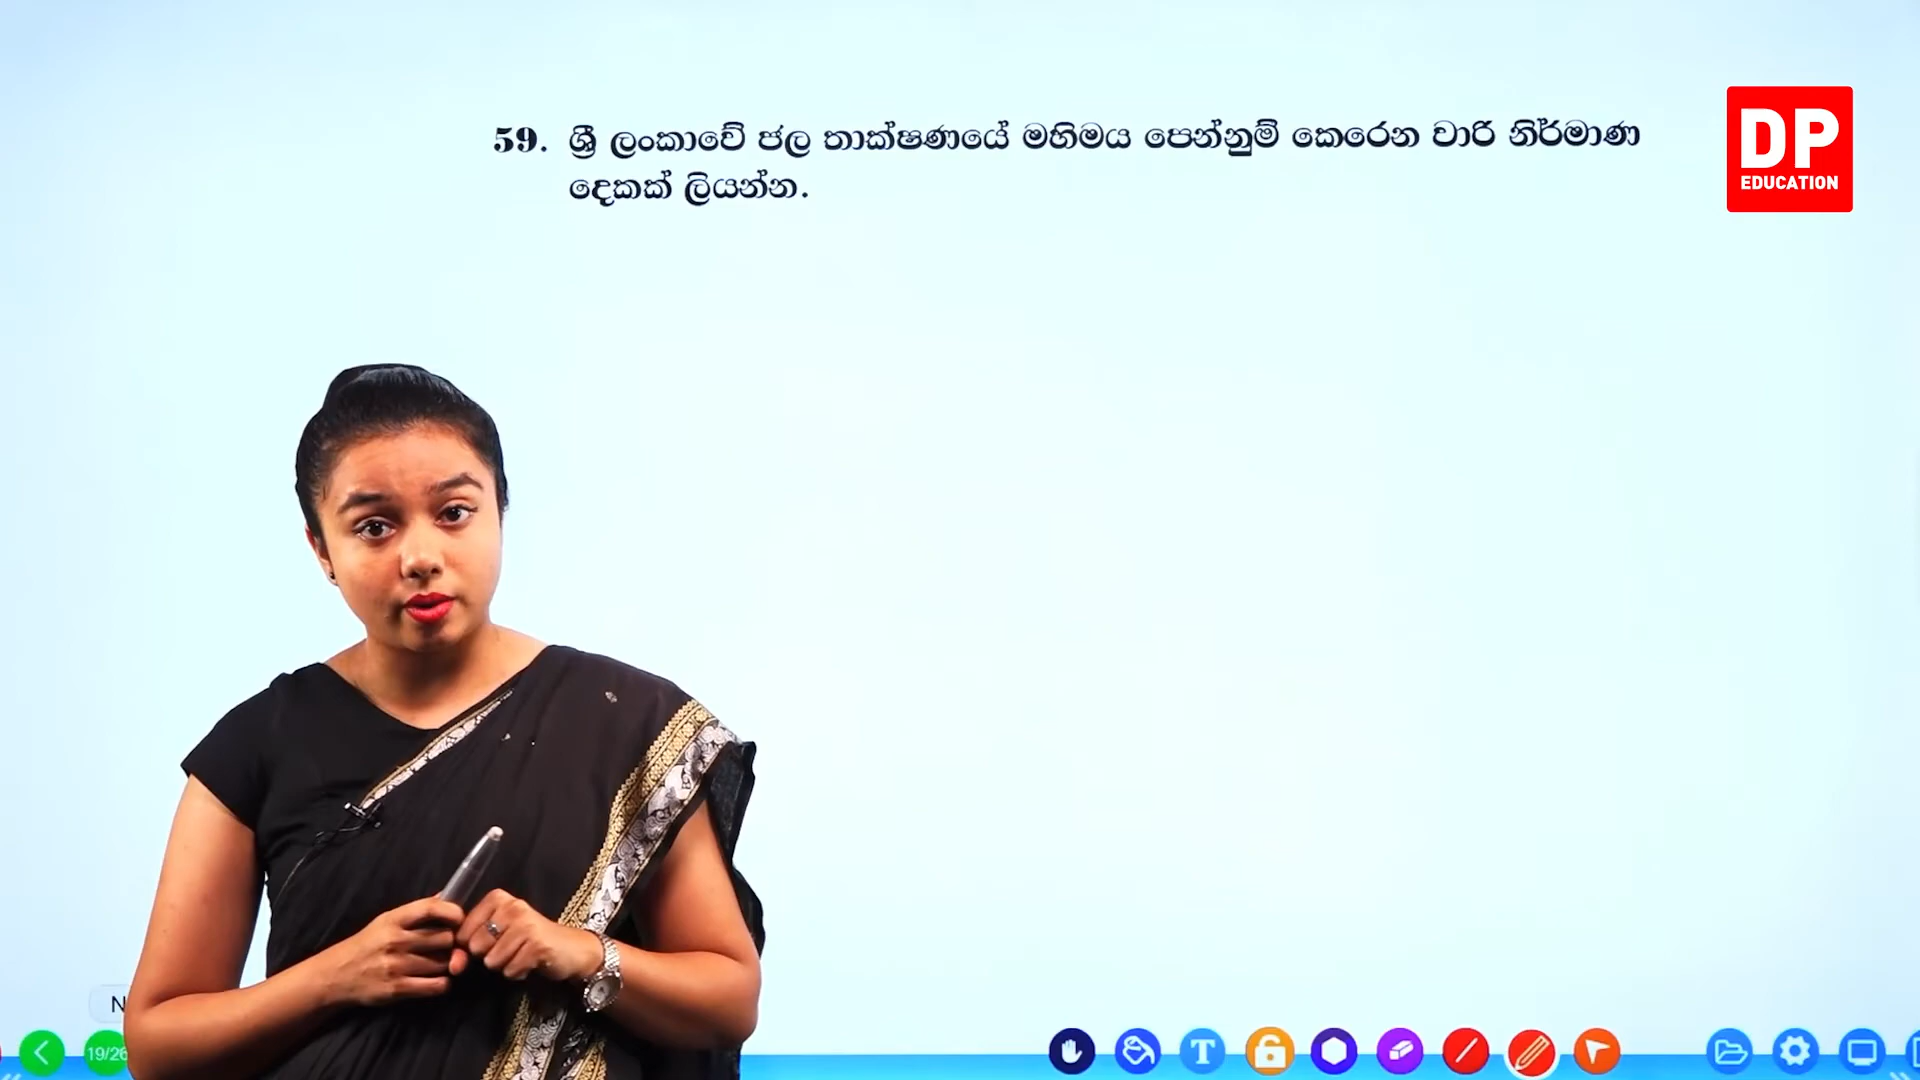 59. ශ්‍රී ලංකාවේ ජල තාක්ෂණයේ මහිමය පෙන්නුම් කෙරෙන වාරි නිර්මාණ
දෙකක් ලියන්න.
DP
EDUCATION
N
19/26
T